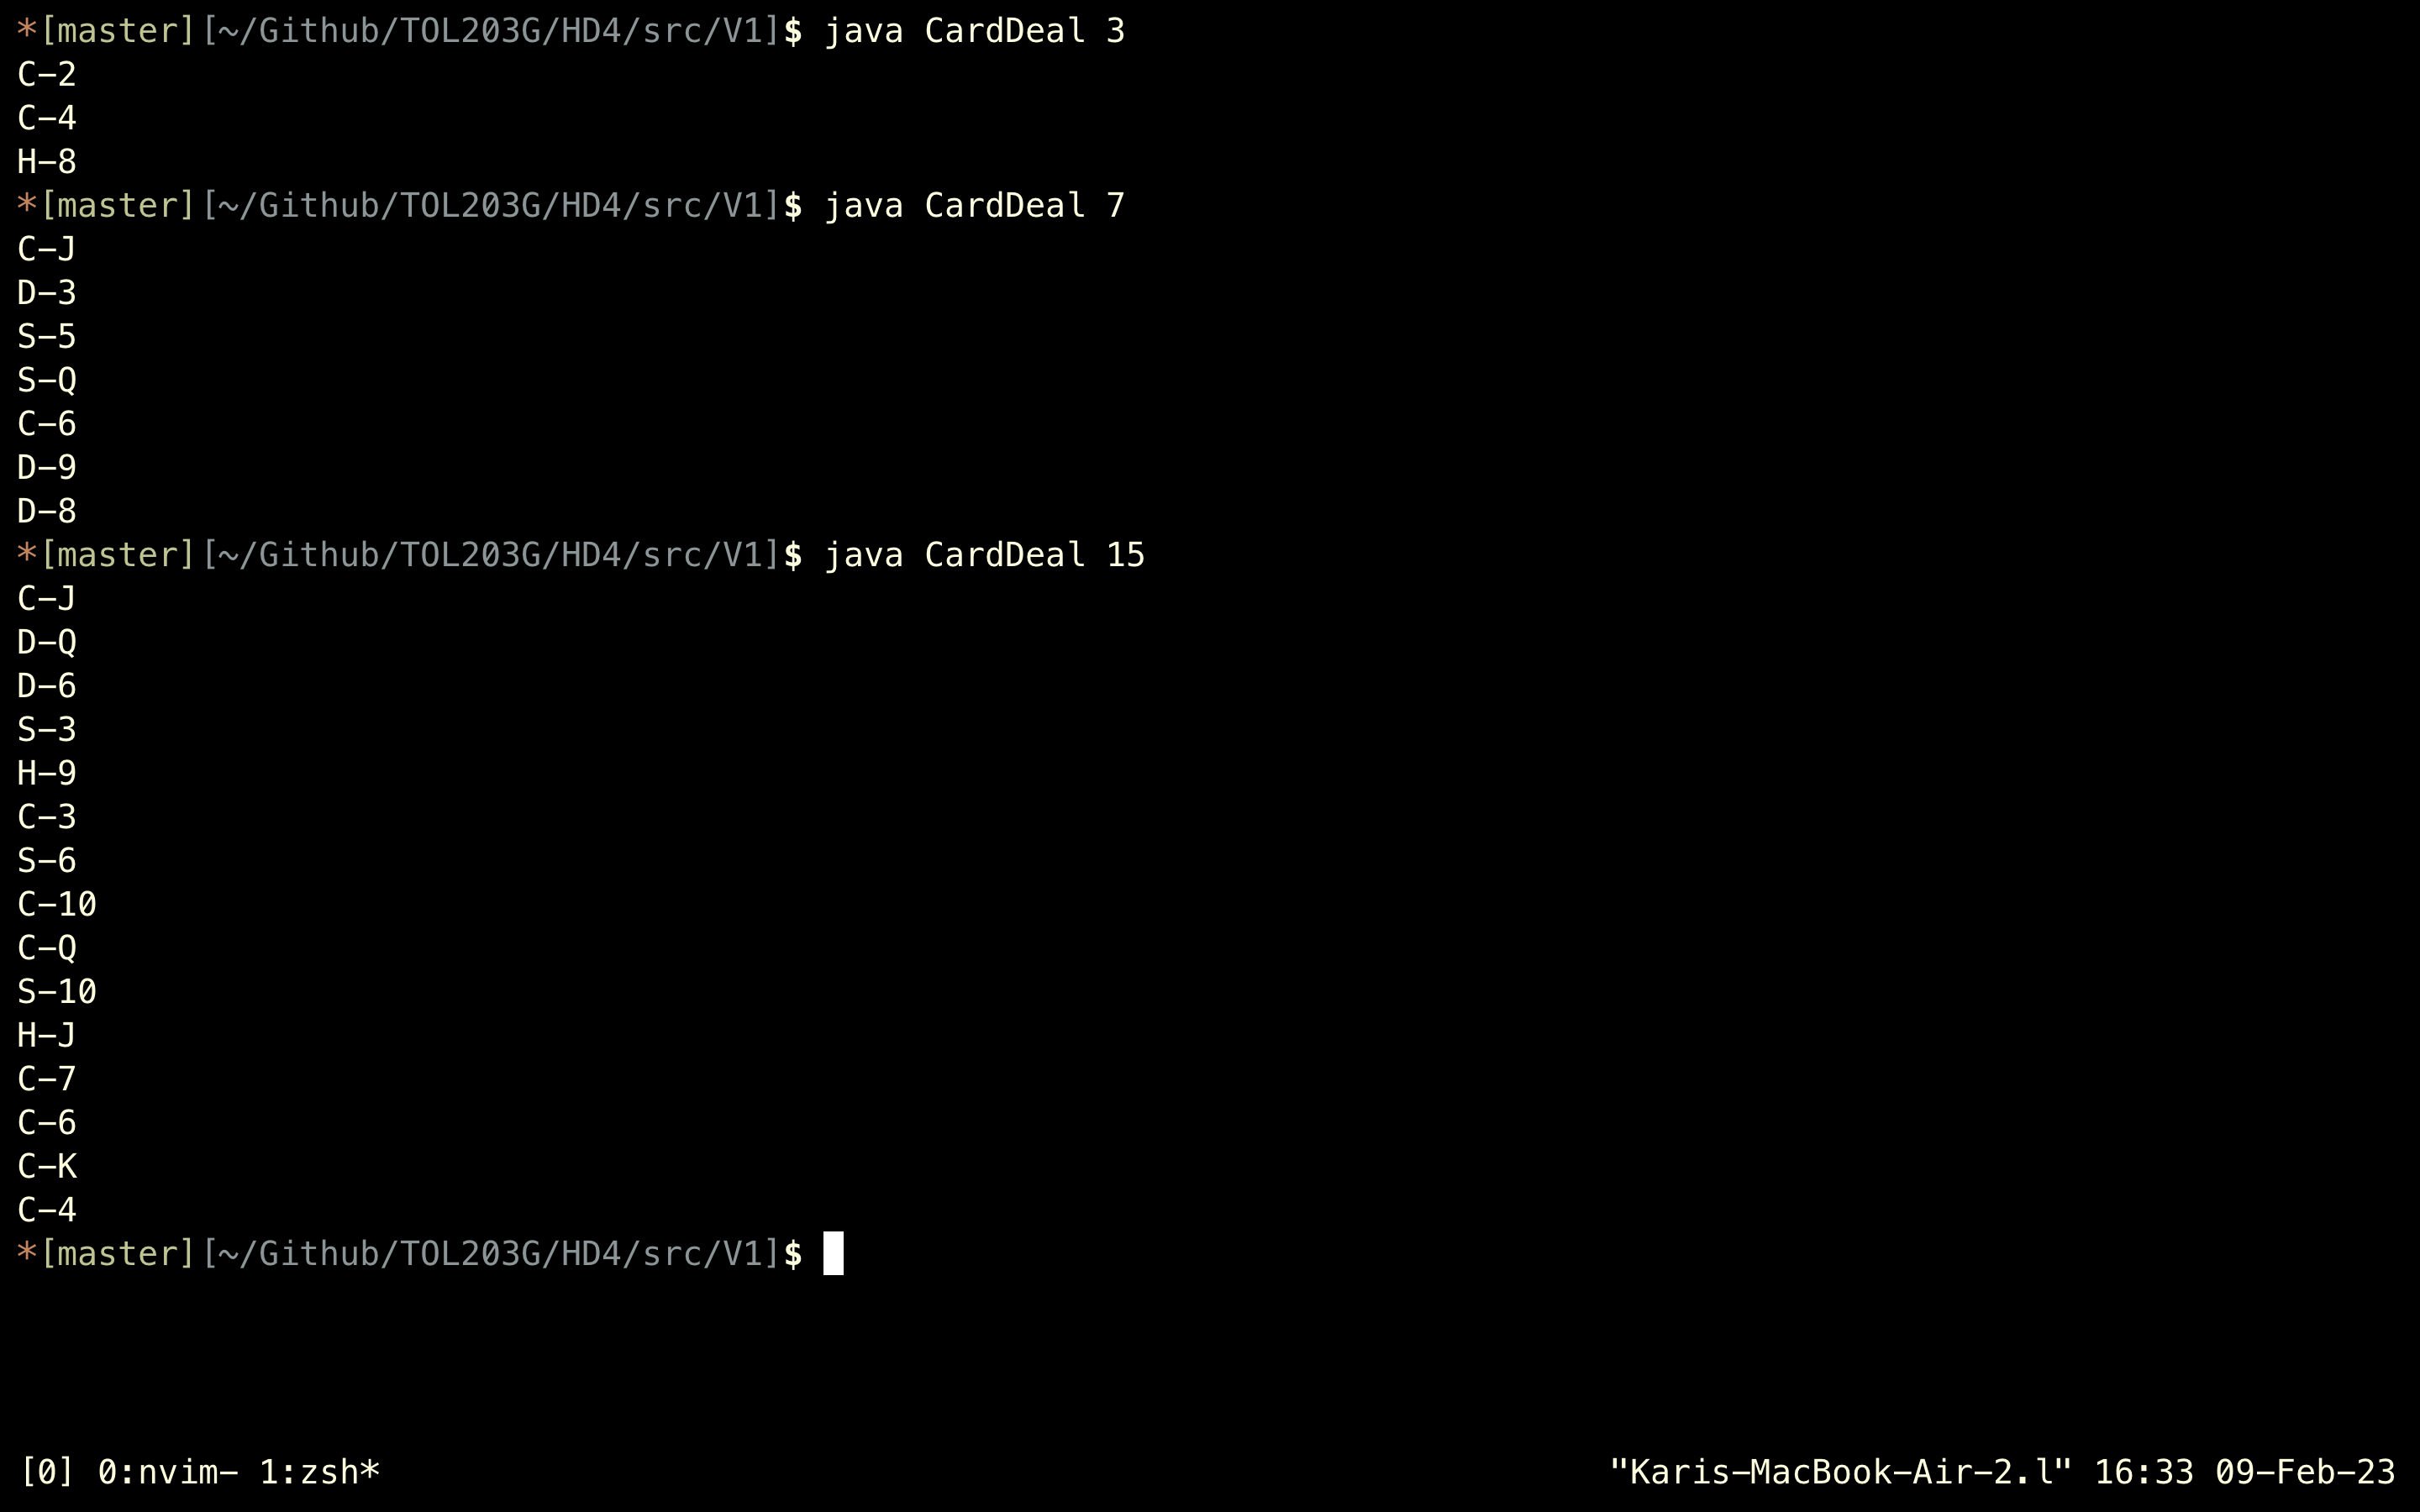 *[master][~/Github/TOL203G/HD4/src/V1]$ java CardDeal 3
C-2
C-4
H-8
*[master][~/Github/TOL203G/HD4/src/V1]$ java CardDeal 7
C-J
D-3
S-5
S-Q
C-6
D-9
D-8
*[master][~/Github/TOL203G/HD4/src/V1]$ java CardDeal 15
C-J
D-Q
D-6
S-3
H-9
C-3
S-6
C-10
C-Q
S-10
H-J
C-7
C-6
C-K
C-4
*[master][~/Github/TOL203G/HD4/src/V1]$
[0] 0:nvim- 1:zsh* "Karis-MacBook-Air-2.l" 16:33 09-Feb-23